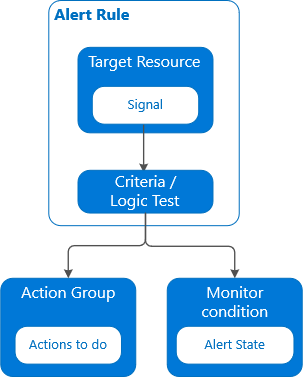 Alert Rule
Target Resource
Signal
Criteria /
Logic Test
Action Group
Actions to do
Monitor
condition
Alert State